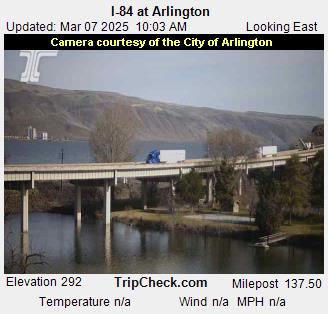 I-84 at Arlington
Updated: Mar 07 2025 10:03 AM Looking East
Camera courtesy of the City of Arlington
Elevation 292 TripCheck.com Milepost 137.50
Temperature n/a Wind n/a MPH n/a